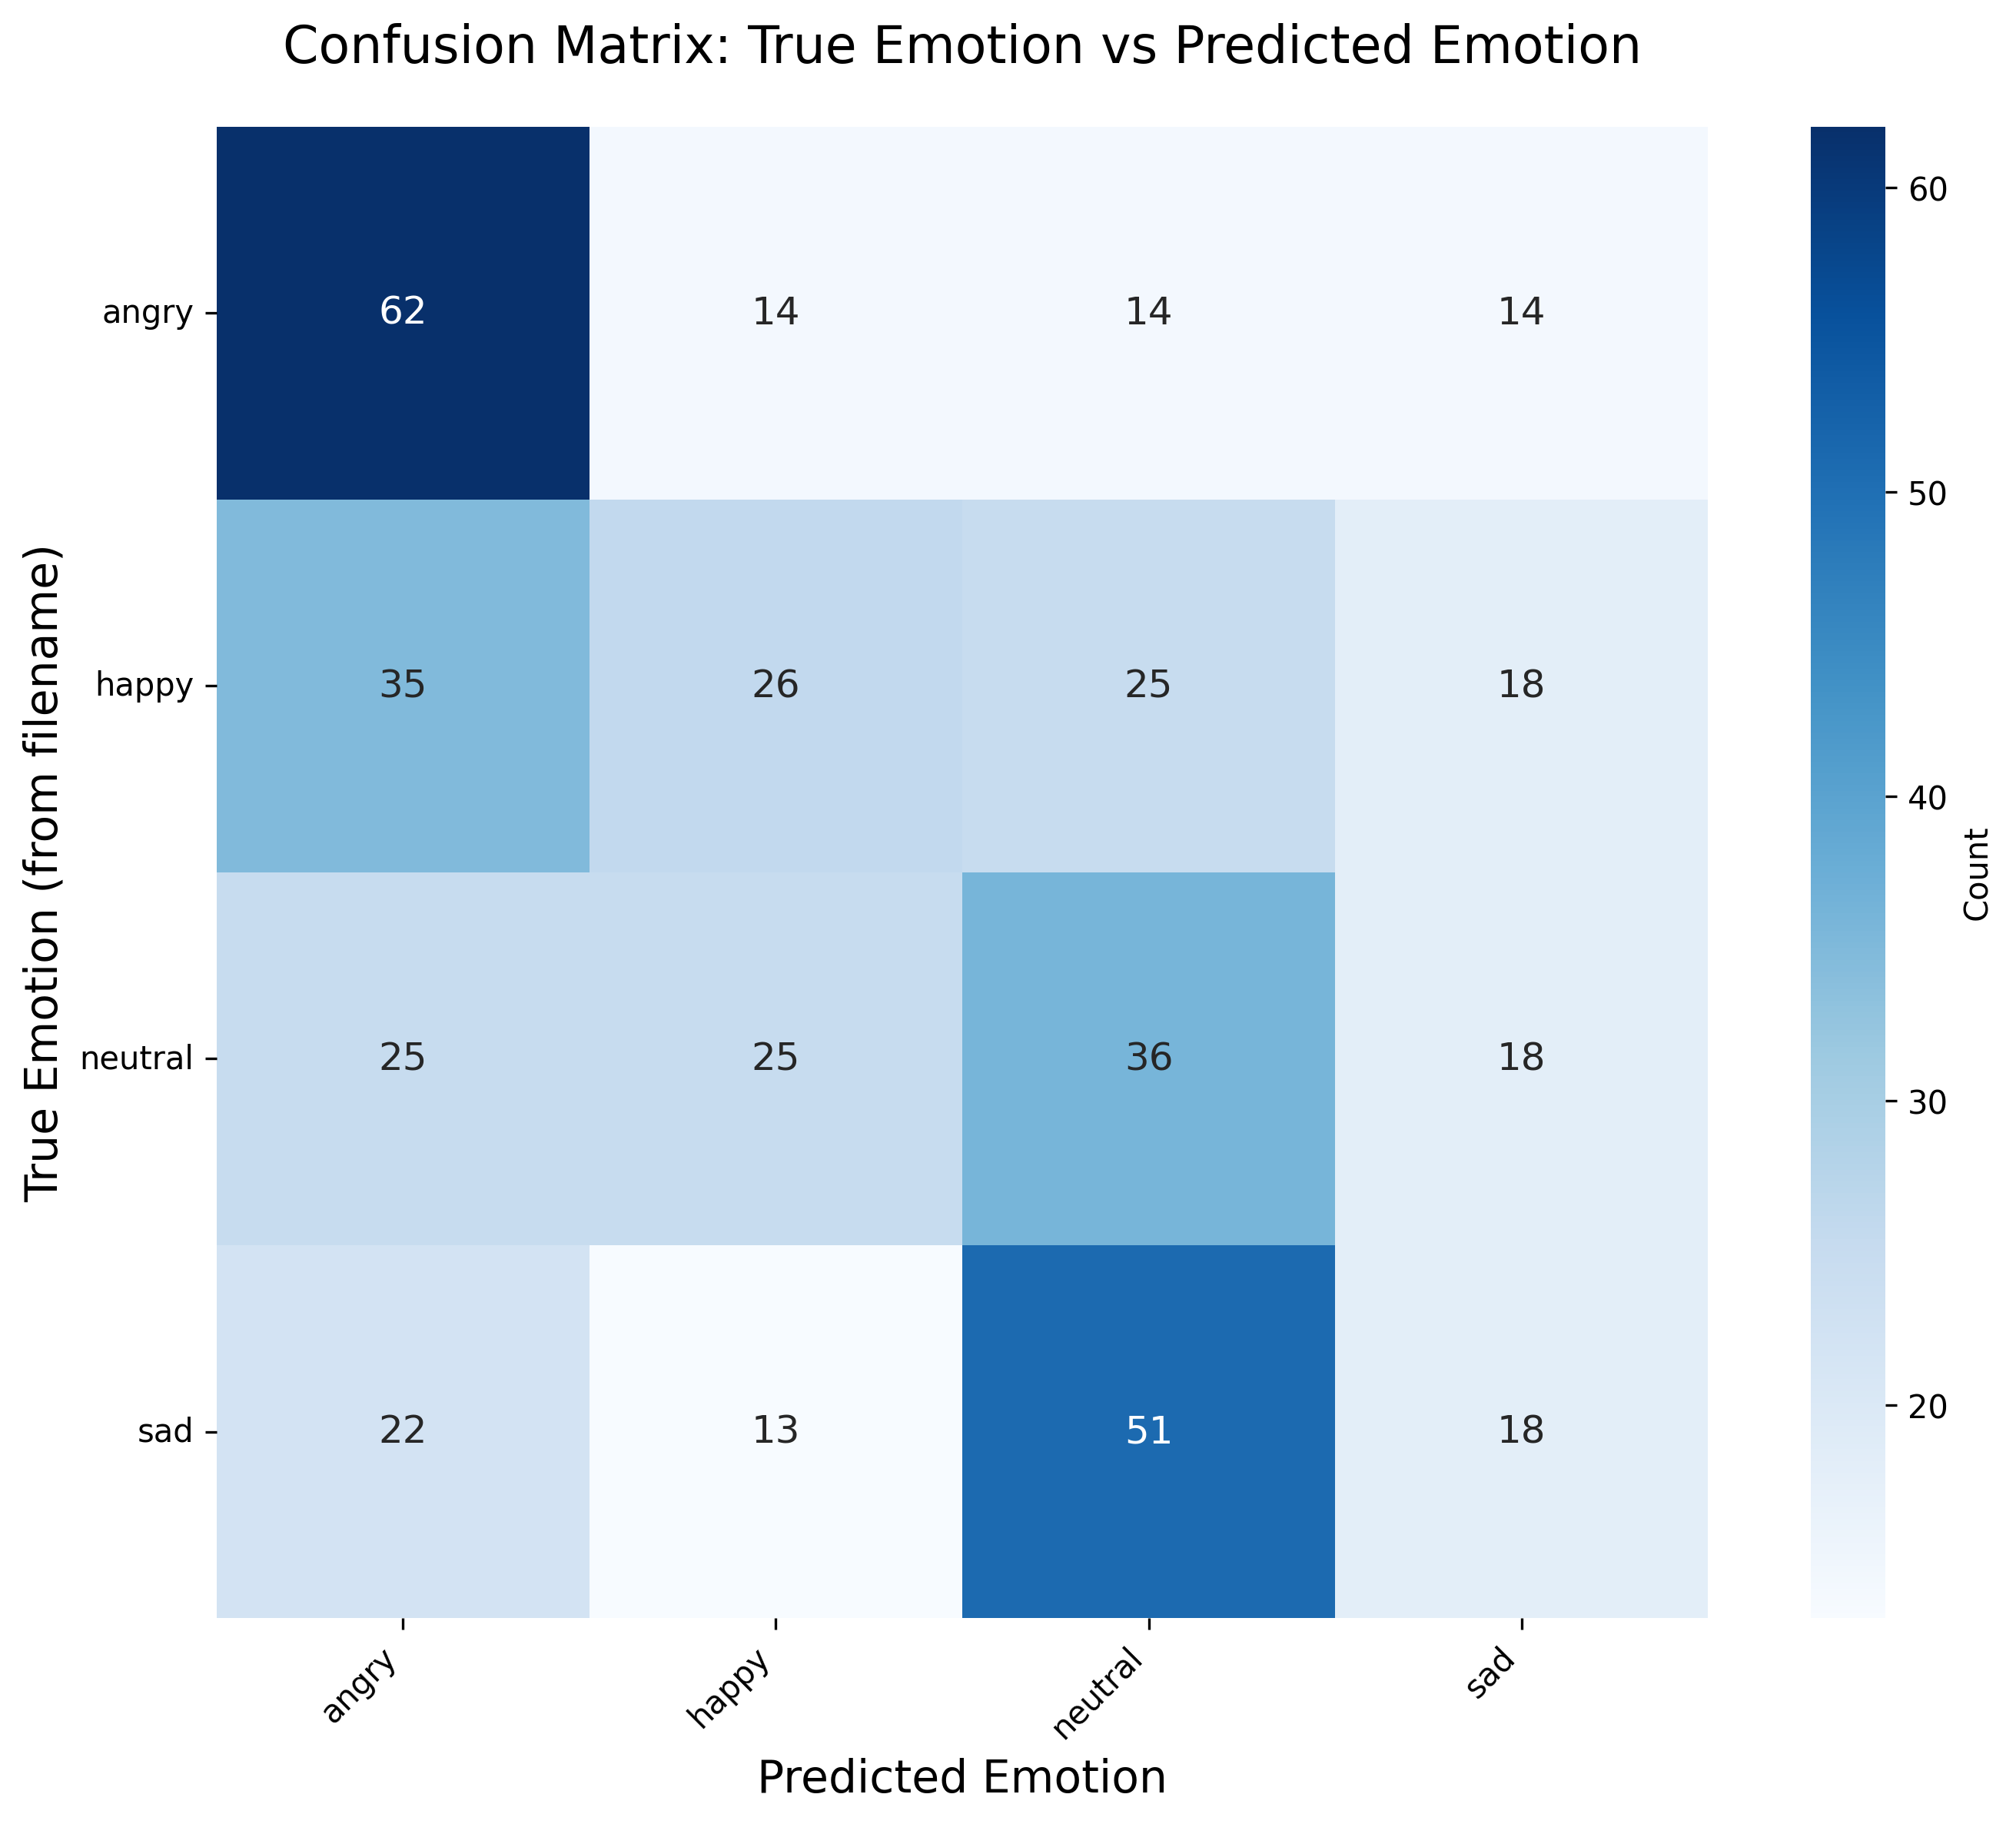 Confusion Matrix: True Emotion vs Predicted Emotion
True Emotion (from filename)
angry
62 14 14 14
happy
35 26 25 18
neutral
25 25 36 18
sad
22 13 51 18
angry happy neutral sad
Predicted Emotion
60
50
40
30
20
Count